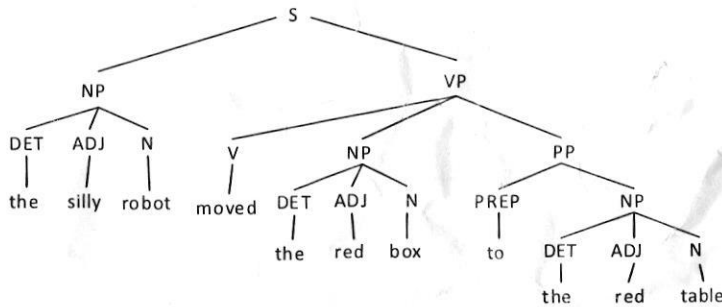 S
NP VP
DET ADJ N V NP PP
the silly robot moved DET ADJ N PREP NP
the red box to DET ADJ N
the red table